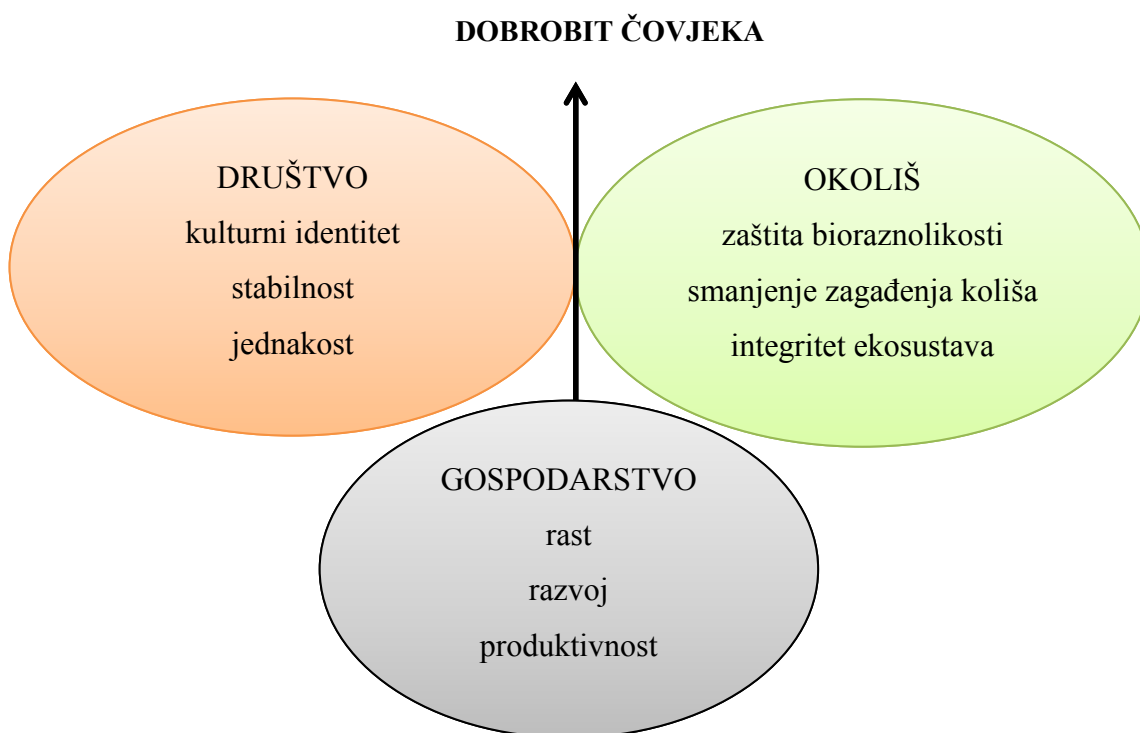 DOBROBIT ČOVJEKA
DRUŠTVO
kulturni identitet
stabilnost
jednakost
OKOLIŠ
zaštita bioraznolikosti
smanjenje zagađenja koliša
integritet ekosustava
GOSPODARSTVO
rast
razvoj
produktivnost